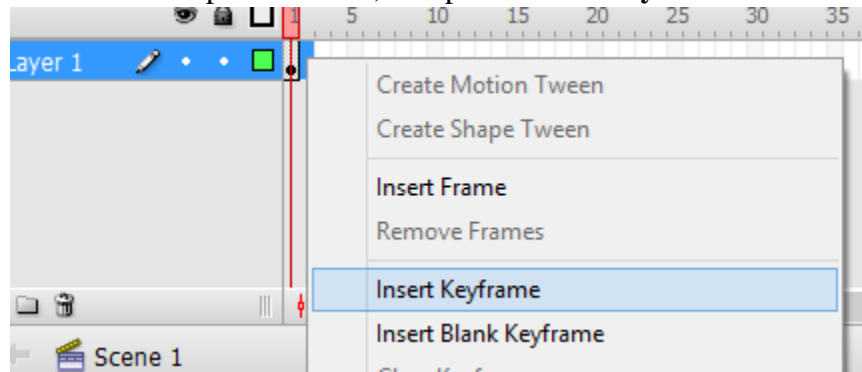 1 5 10 15 20 25 30 35
Layer 1
Create Motion Tween
Create Shape Tween
Insert Frame
Remove Frames
Insert Keyframe
Insert Blank Keyframe
Scene 1